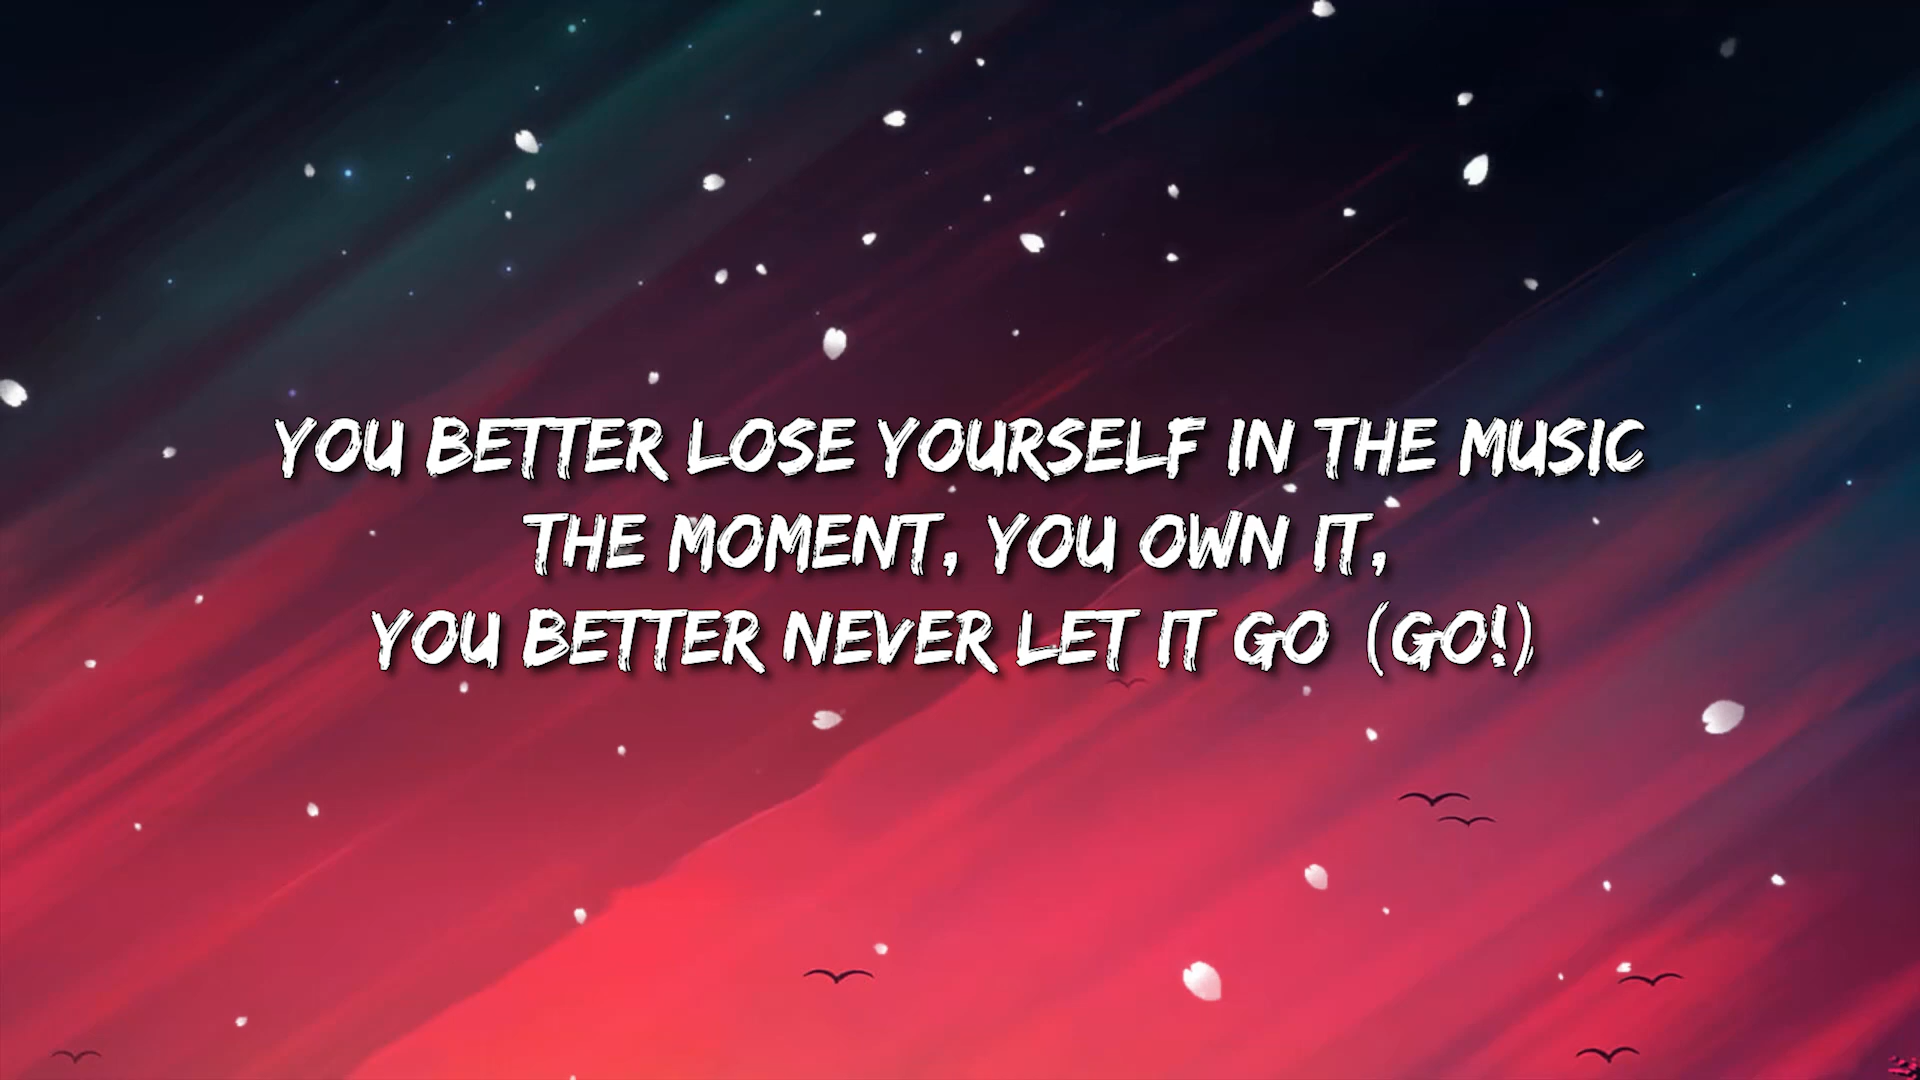 YOU BETTER LOSE YOURSELF IN THE MUSIC
THE MOMENT, YOU OWN IT,
YOU BETTER NEVER LET IT GO (GO!)